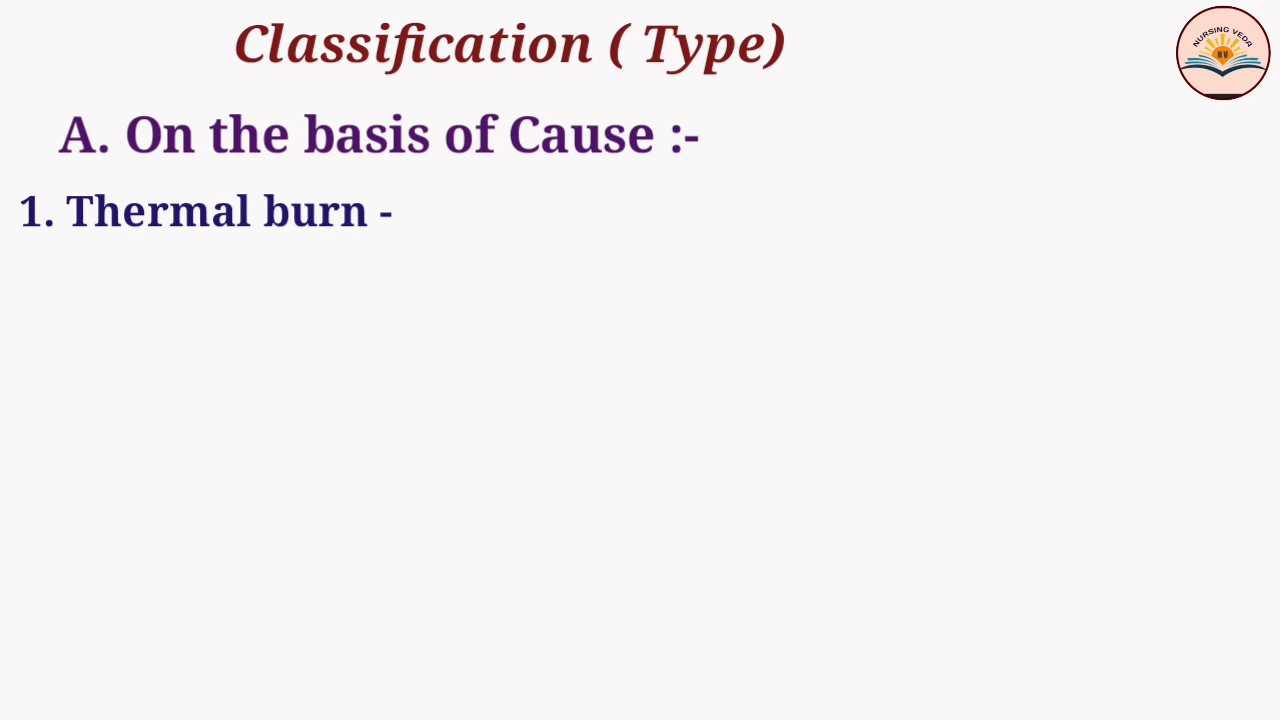 Classification ( Type)
NURSING VEDA
N V
A. On the basis of Cause :-
1. Thermal burn -